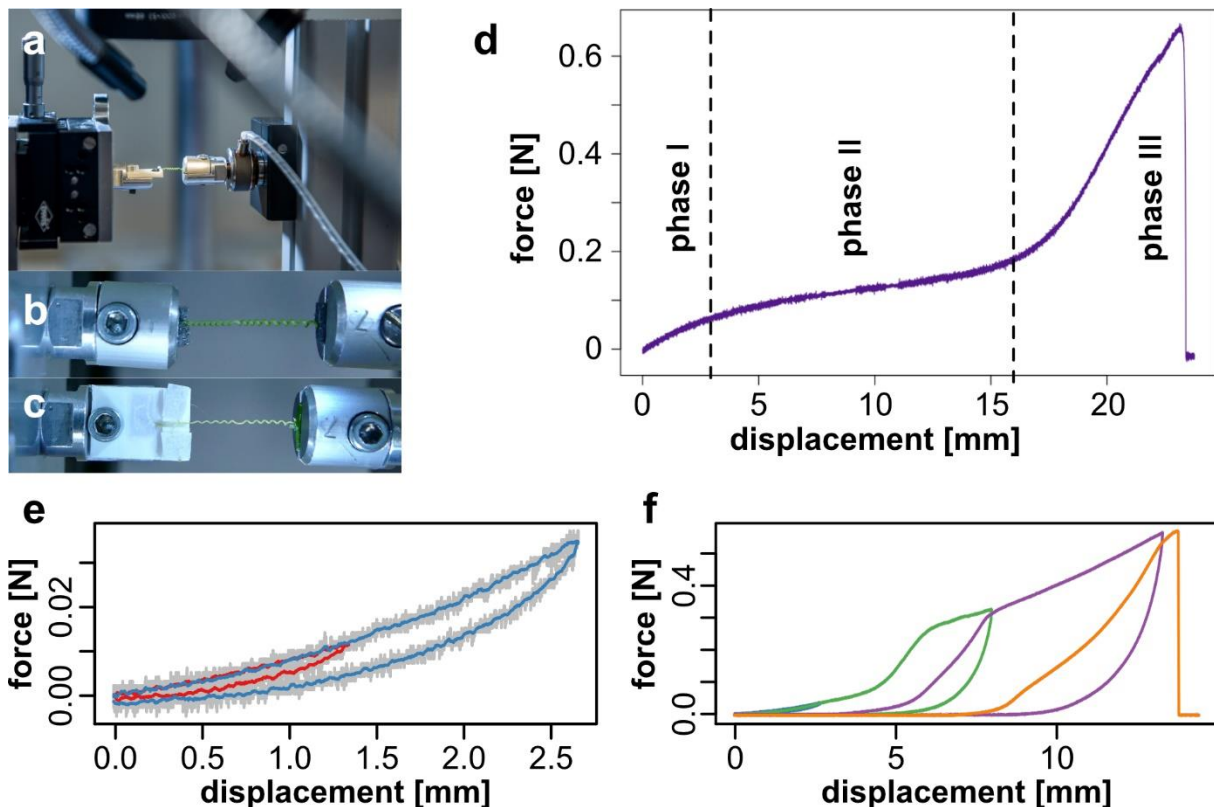 a
b
c
d
force [N]
0.6
0.4
0.2
0
phase I
phase II
phase III
0 5 10 15 20
displacement [mm]
e
force [N]
0.02
0.00
0.0 0.5 1.0 1.5 2.0 2.5
displacement [mm]
f
force [N]
0.4
0.0
0 5 10
displacement [mm]